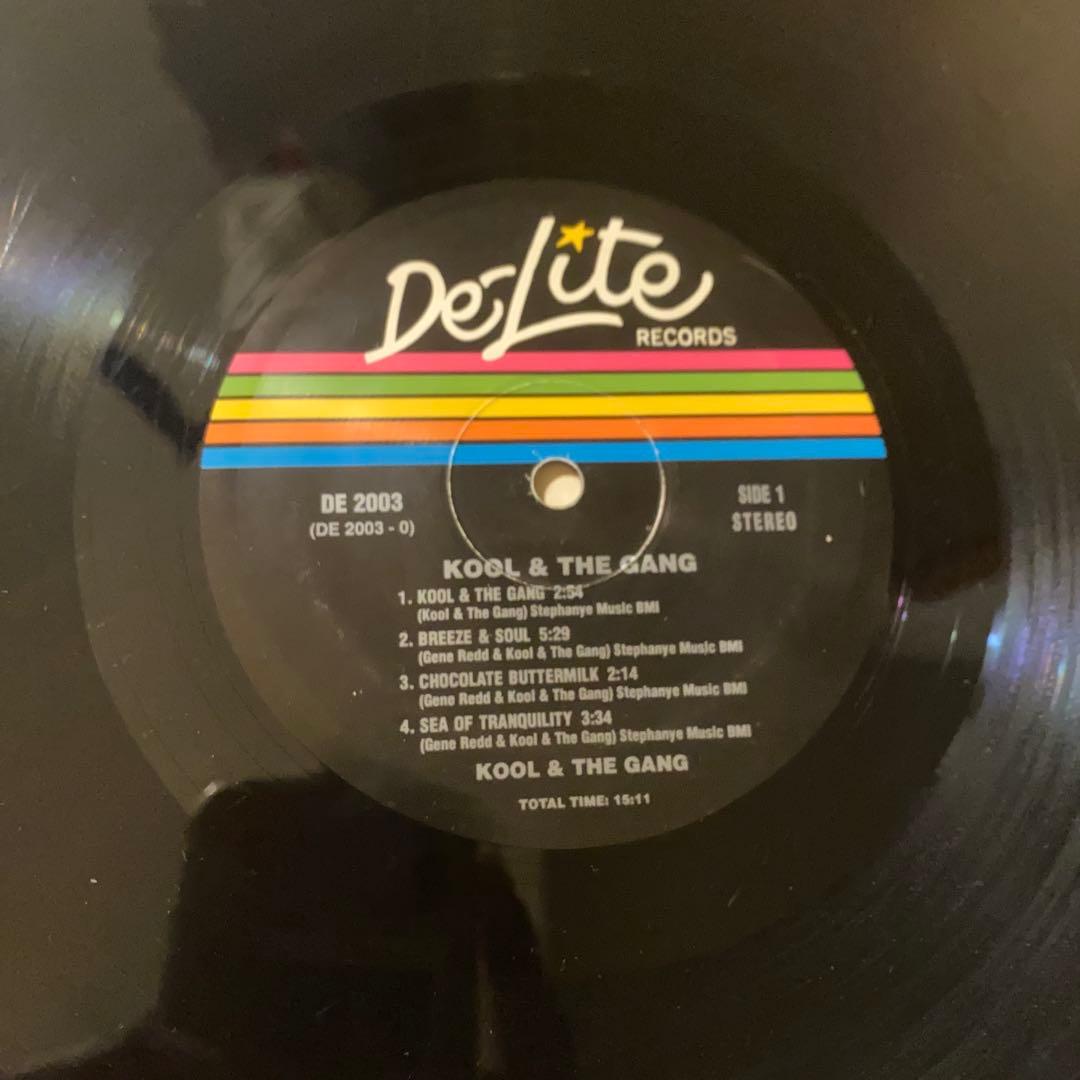 De-Lite
RECORDS
DE 2003
(DE 2003 - 0)
SIDE 1
STEREO
KOOL & THE GANG
1. KOOL & THE GANG 2:54
(Kool & The Gang) Stephanye Music BMI
2. BREEZE & SOUL 5:29
(Gene Redd & Kool & The Gang) Stephanye Music BMI
3. CHOCOLATE BUTTERMILK 2:14
(Gene Redd & Kool & The Gang) Stephanye Music BMI
4. SEA OF TRANQUILITY 3:34
(Gene Redd & Kool & The Gang) Stephanye Music BMI
KOOL & THE GANG
TOTAL TIME: 15:11